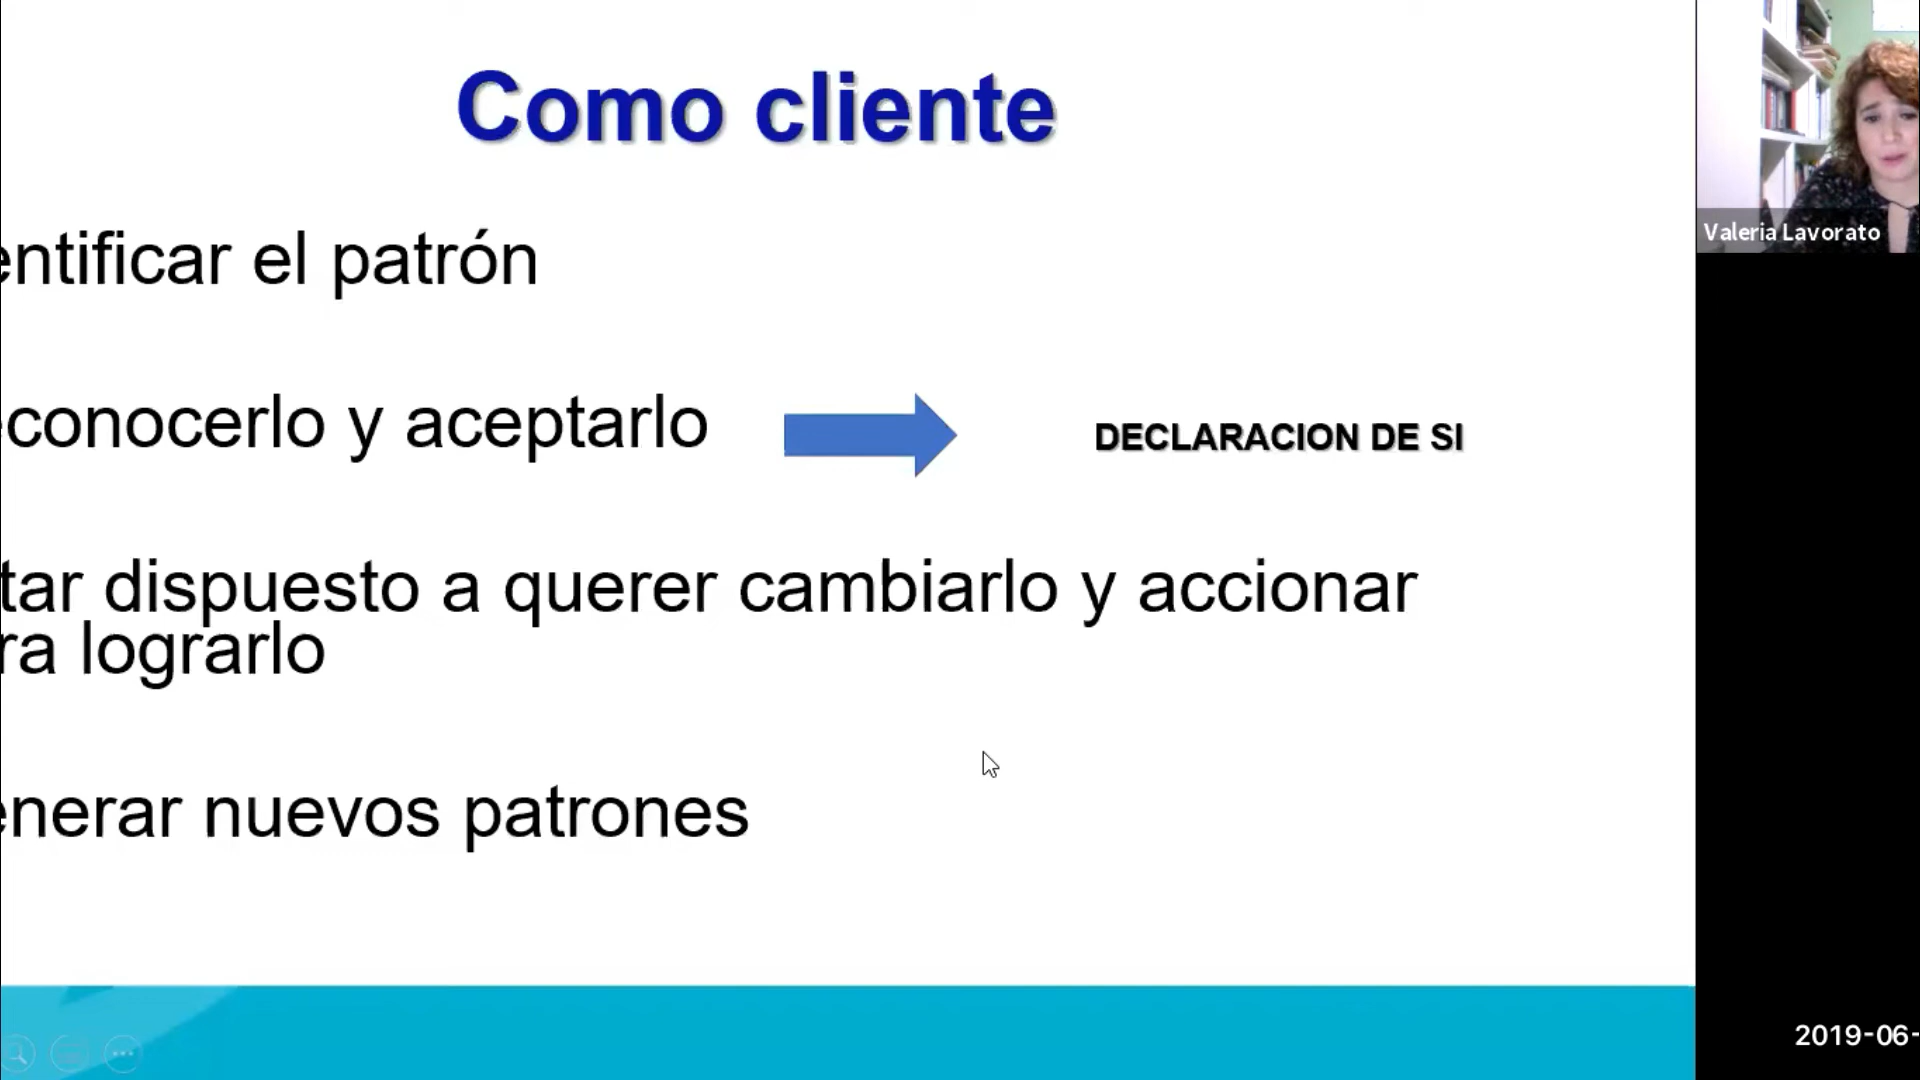 Como cliente
entificar el patrón
econocerlo y aceptarlo
DECLARACION DE SI
tar dispuesto a querer cambiarlo y accionar
ra lograrlo
enerar nuevos patrones
Valeria Lavorato
2019-06-